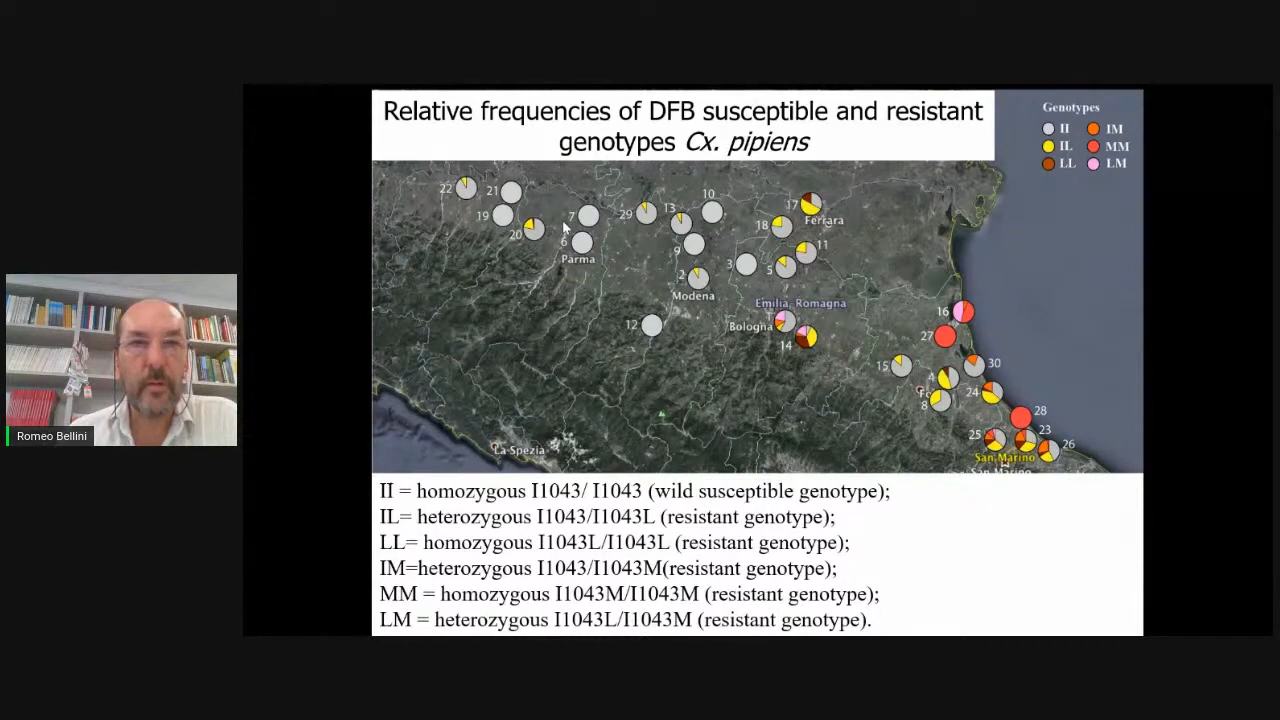 Relative frequencies of DFB susceptible and resistant
genotypes Cx. pipiens
Genotypes
II IM
IL MM
LL LM
22
21
19
20
7
6
Parma
29
13
10
9
2
Modena
12
17
Ferrara
18
11
3
5
Emilia, Romagna
Bologna
14
16
27
15
30
4
8
24
28
25
23
26
San Marino
San Marino
La Spezia
Romeo Bellini
II = homozygous I1043/ I1043 (wild susceptible genotype);
IL= heterozygous I1043/I1043L (resistant genotype);
LL= homozygous I1043L/I1043L (resistant genotype);
IM=heterozygous I1043/I1043M(resistant genotype);
MM = homozygous I1043M/I1043M (resistant genotype);
LM = heterozygous I1043L/I1043M (resistant genotype).